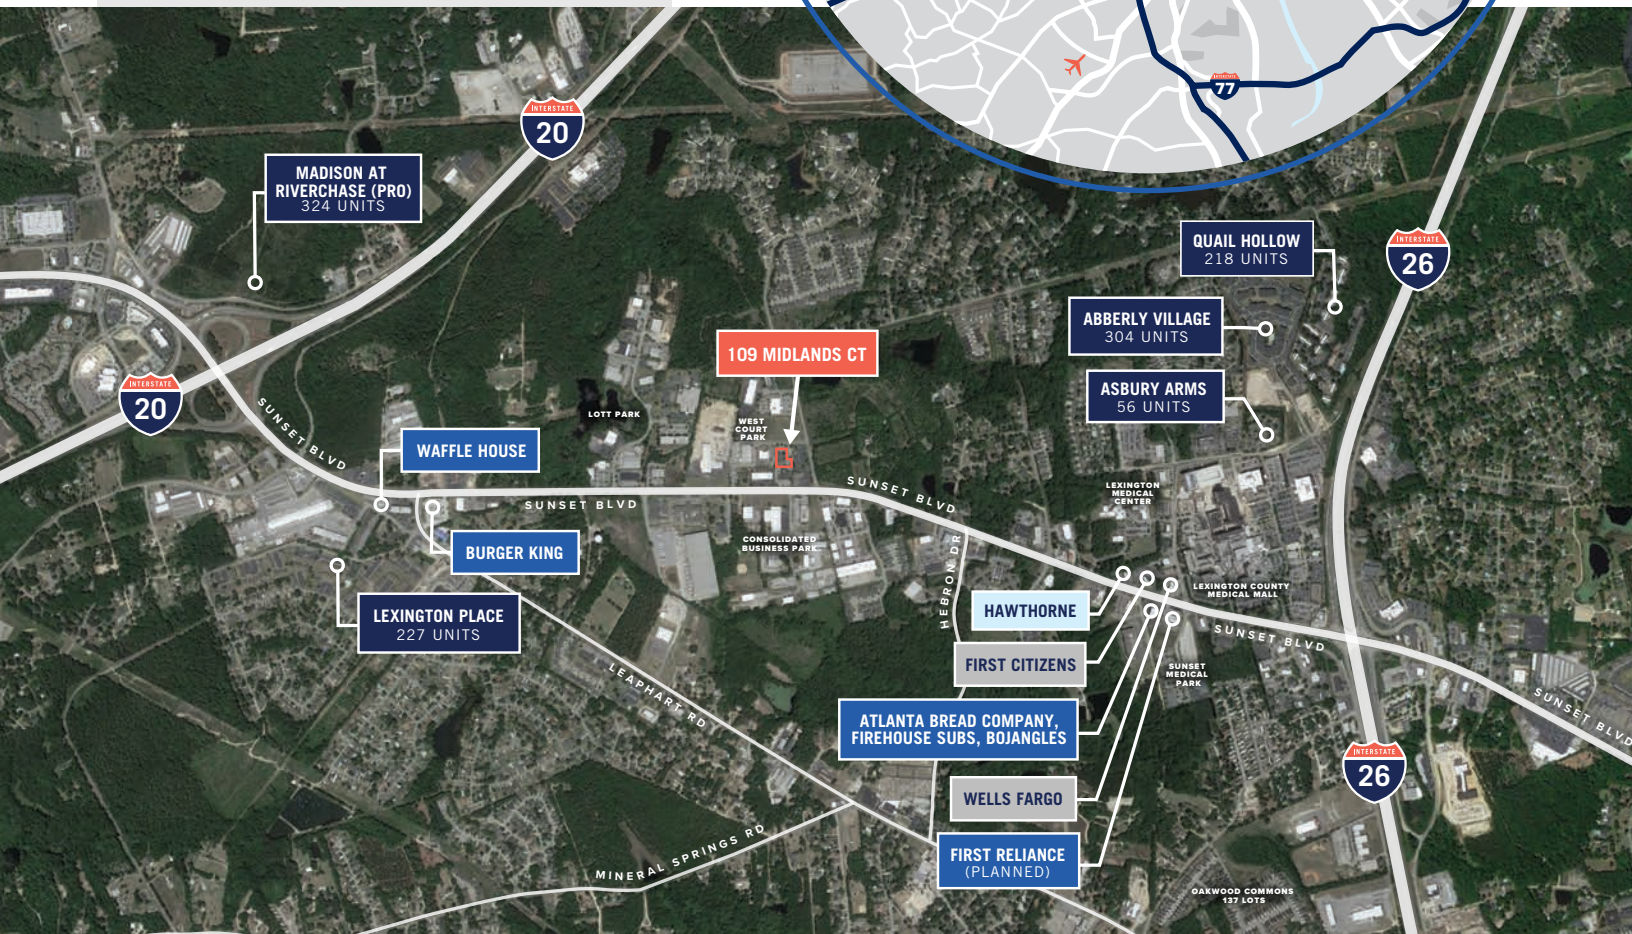 INTERSTATE
77
INTERSTATE
20
MADISON AT
RIVERCHASE (PRO)
324 UNITS
QUAIL HOLLOW
218 UNITS
INTERSTATE
26
ABBERLY VILLAGE
304 UNITS
109 MIDLANDS CT
ASBURY ARMS
56 UNITS
INTERSTATE
20
SUNSET BLVD
LOTT PARK
WEST
COURT
PARK
WAFFLE HOUSE
SUNSET BLVD
SUNSET BLVD
LEXINGTON
MEDICAL
CENTER
BURGER KING
CONSOLIDATED
BUSINESS PARK
HEBRON DR
HAWTHORNE
LEXINGTON COUNTY
MEDICAL MALL
LEXINGTON PLACE
227 UNITS
SUNSET BLVD
FIRST CITIZENS
SUNSET
MEDICAL
PARK
LEAPHART RD
SUNSET BLVD
ATLANTA BREAD COMPANY,
FIREHOUSE SUBS, BOJANGLES
INTERSTATE
26
WELLS FARGO
MINERAL SPRINGS RD
FIRST RELIANCE
(PLANNED)
OAKWOOD COMMONS
137 LOTS